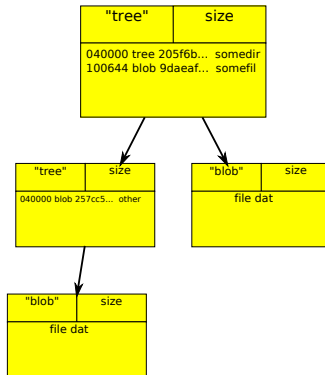 "tree" size
040000 tree 205f6b... somedir
100644 blob 9daeaf... somefil
"tree" size
040000 blob 257cc5... other
"blob" size
file dat
"blob" size
file dat